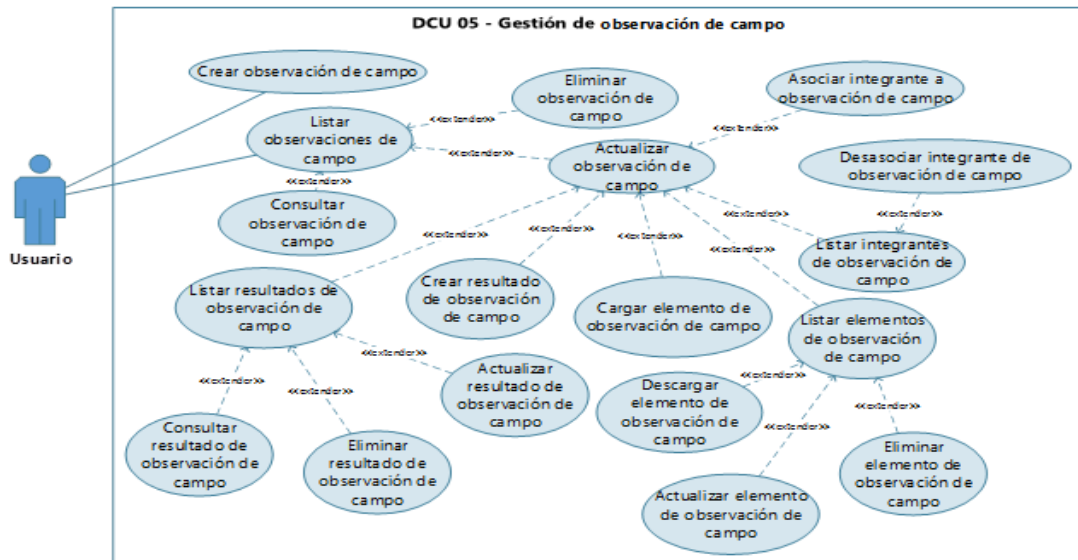 DCU 05 - Gestión de observación de campo
Crear observación de campo
Eliminar
observación de
campo
Asociar integrante a
observación de campo
Listar
observaciones de
campo
<<extender>>
<<extender>>
<<extender>>
Actualizar
observación de
campo
Desasociar integrante de
observación de campo
<<extender>>
Consultar
observación de
campo
Usuario
<<extender>>
<<extender>>
<<extender>>
<<extender>>
<<extender>>
<<extender>>
Listar integrantes
de observación de
campo
Listar resultados de
observación de
campo
Crear resultado
de observación
de campo
Cargar elemento de
observación de campo
Listar elementos
de observación
de campo
<<extender>>
Actualizar
resultado de
observación de
campo
<<extender>>
Descargar
elemento de
observación de
campo
<<extender>>
<<extender>>
<<extender>>
<<extender>>
Consultar
resultado de
observación de
campo
Eliminar
resultado de
observación de
campo
Eliminar
elemento de
observación de
campo
Actualizar elemento
de observación de
campo